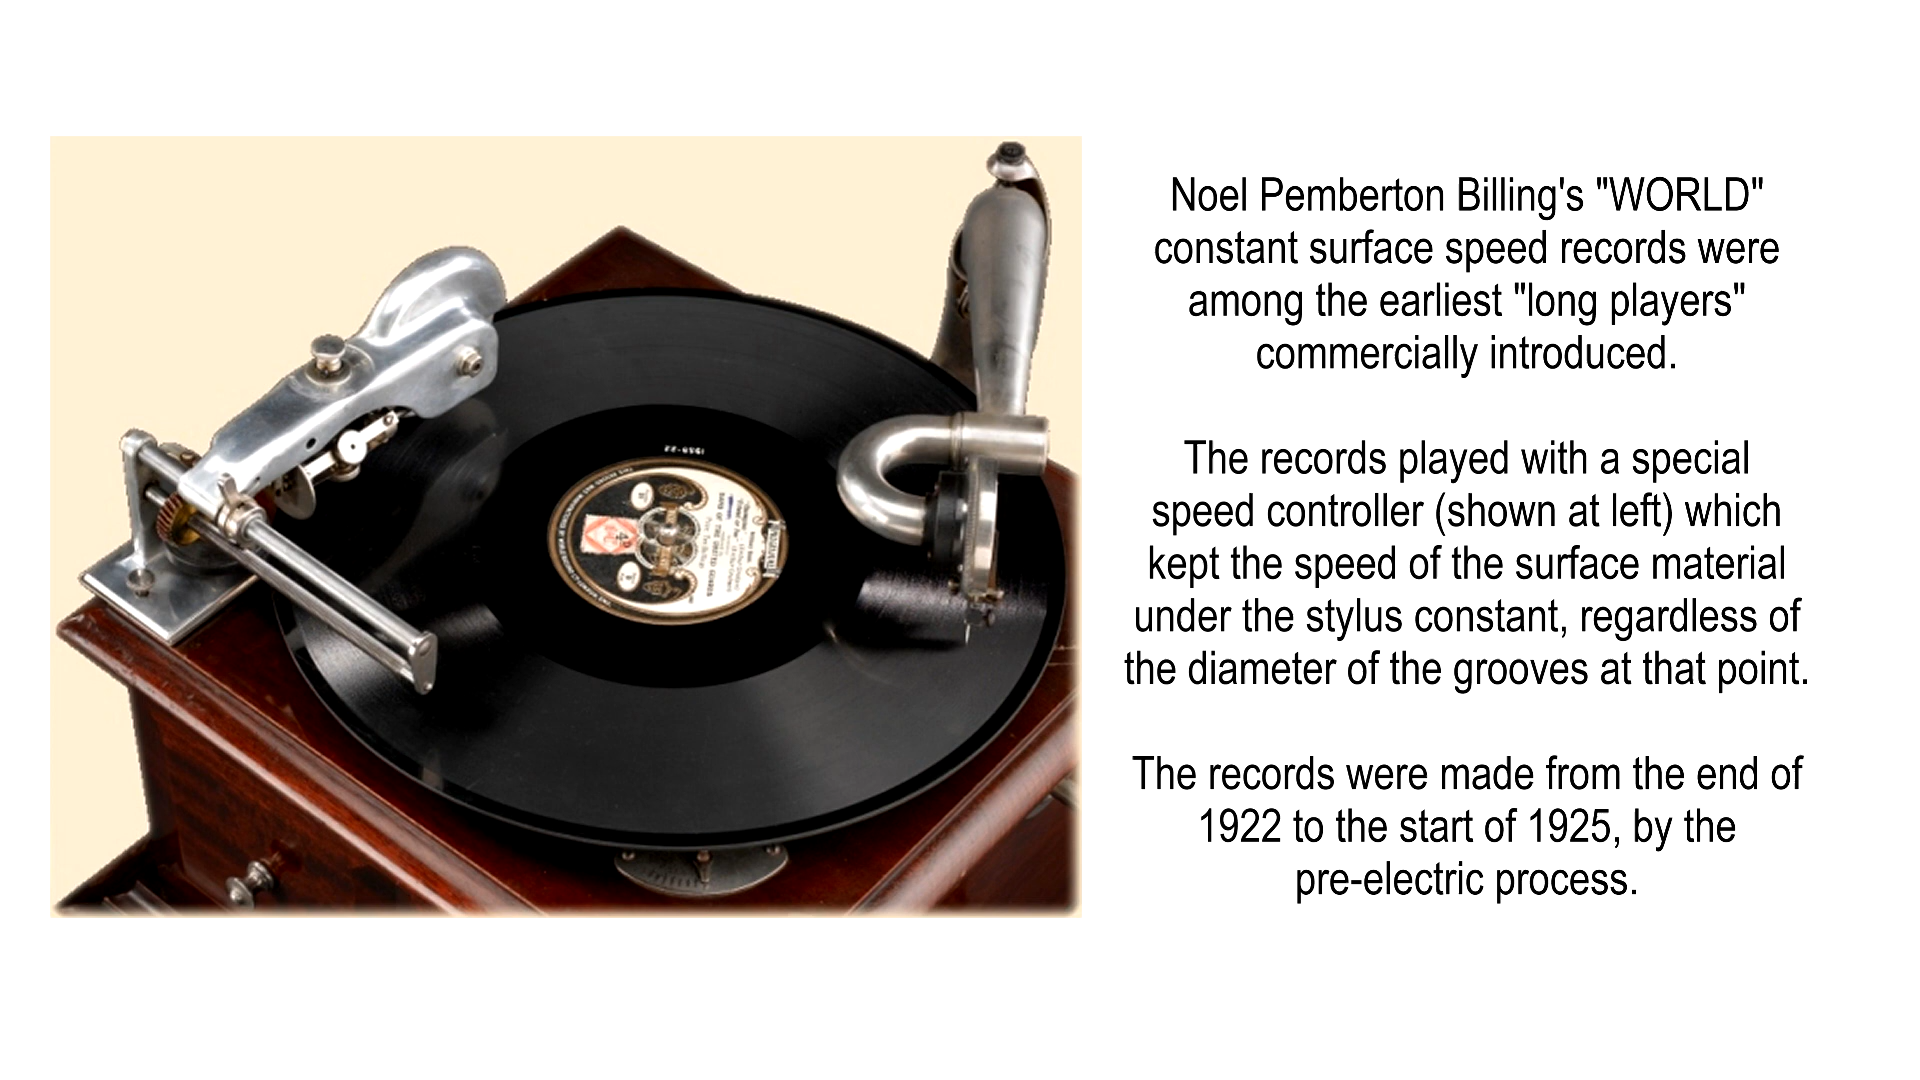 Noel Pemberton Billing's "WORLD"
constant surface speed records were
among the earliest "long players"
commercially introduced.
The records played with a special
speed controller (shown at left) which
kept the speed of the surface material
under the stylus constant, regardless of
the diameter of the grooves at that point.
The records were made from the end of
1922 to the start of 1925, by the
pre-electric process.